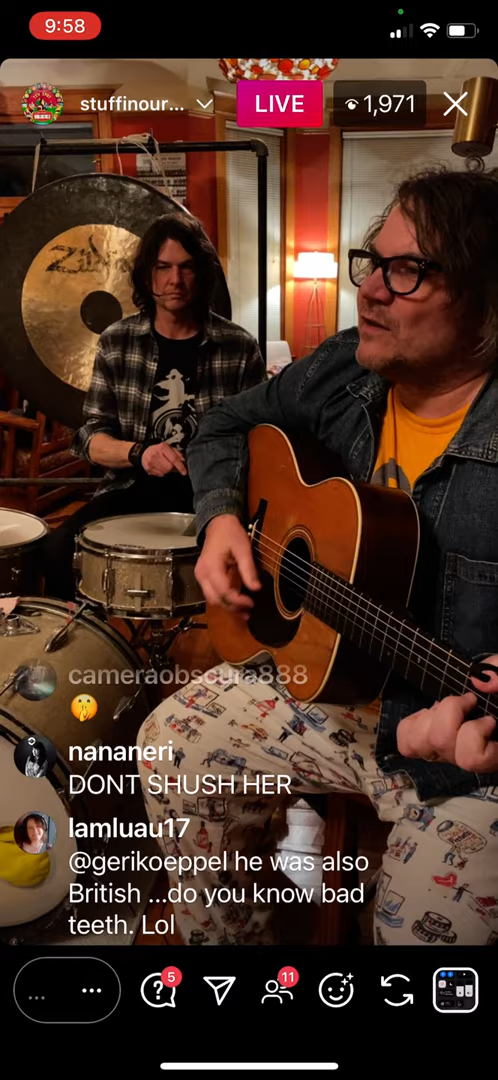 9:58
stuffinour...
LIVE
1,971
Z
cameraobscura888
🤫
nananeri
DONT SHUSH HER
lamluau17
@gerikoeppel he was also
British ...do you know bad
teeth. Lol
5
11